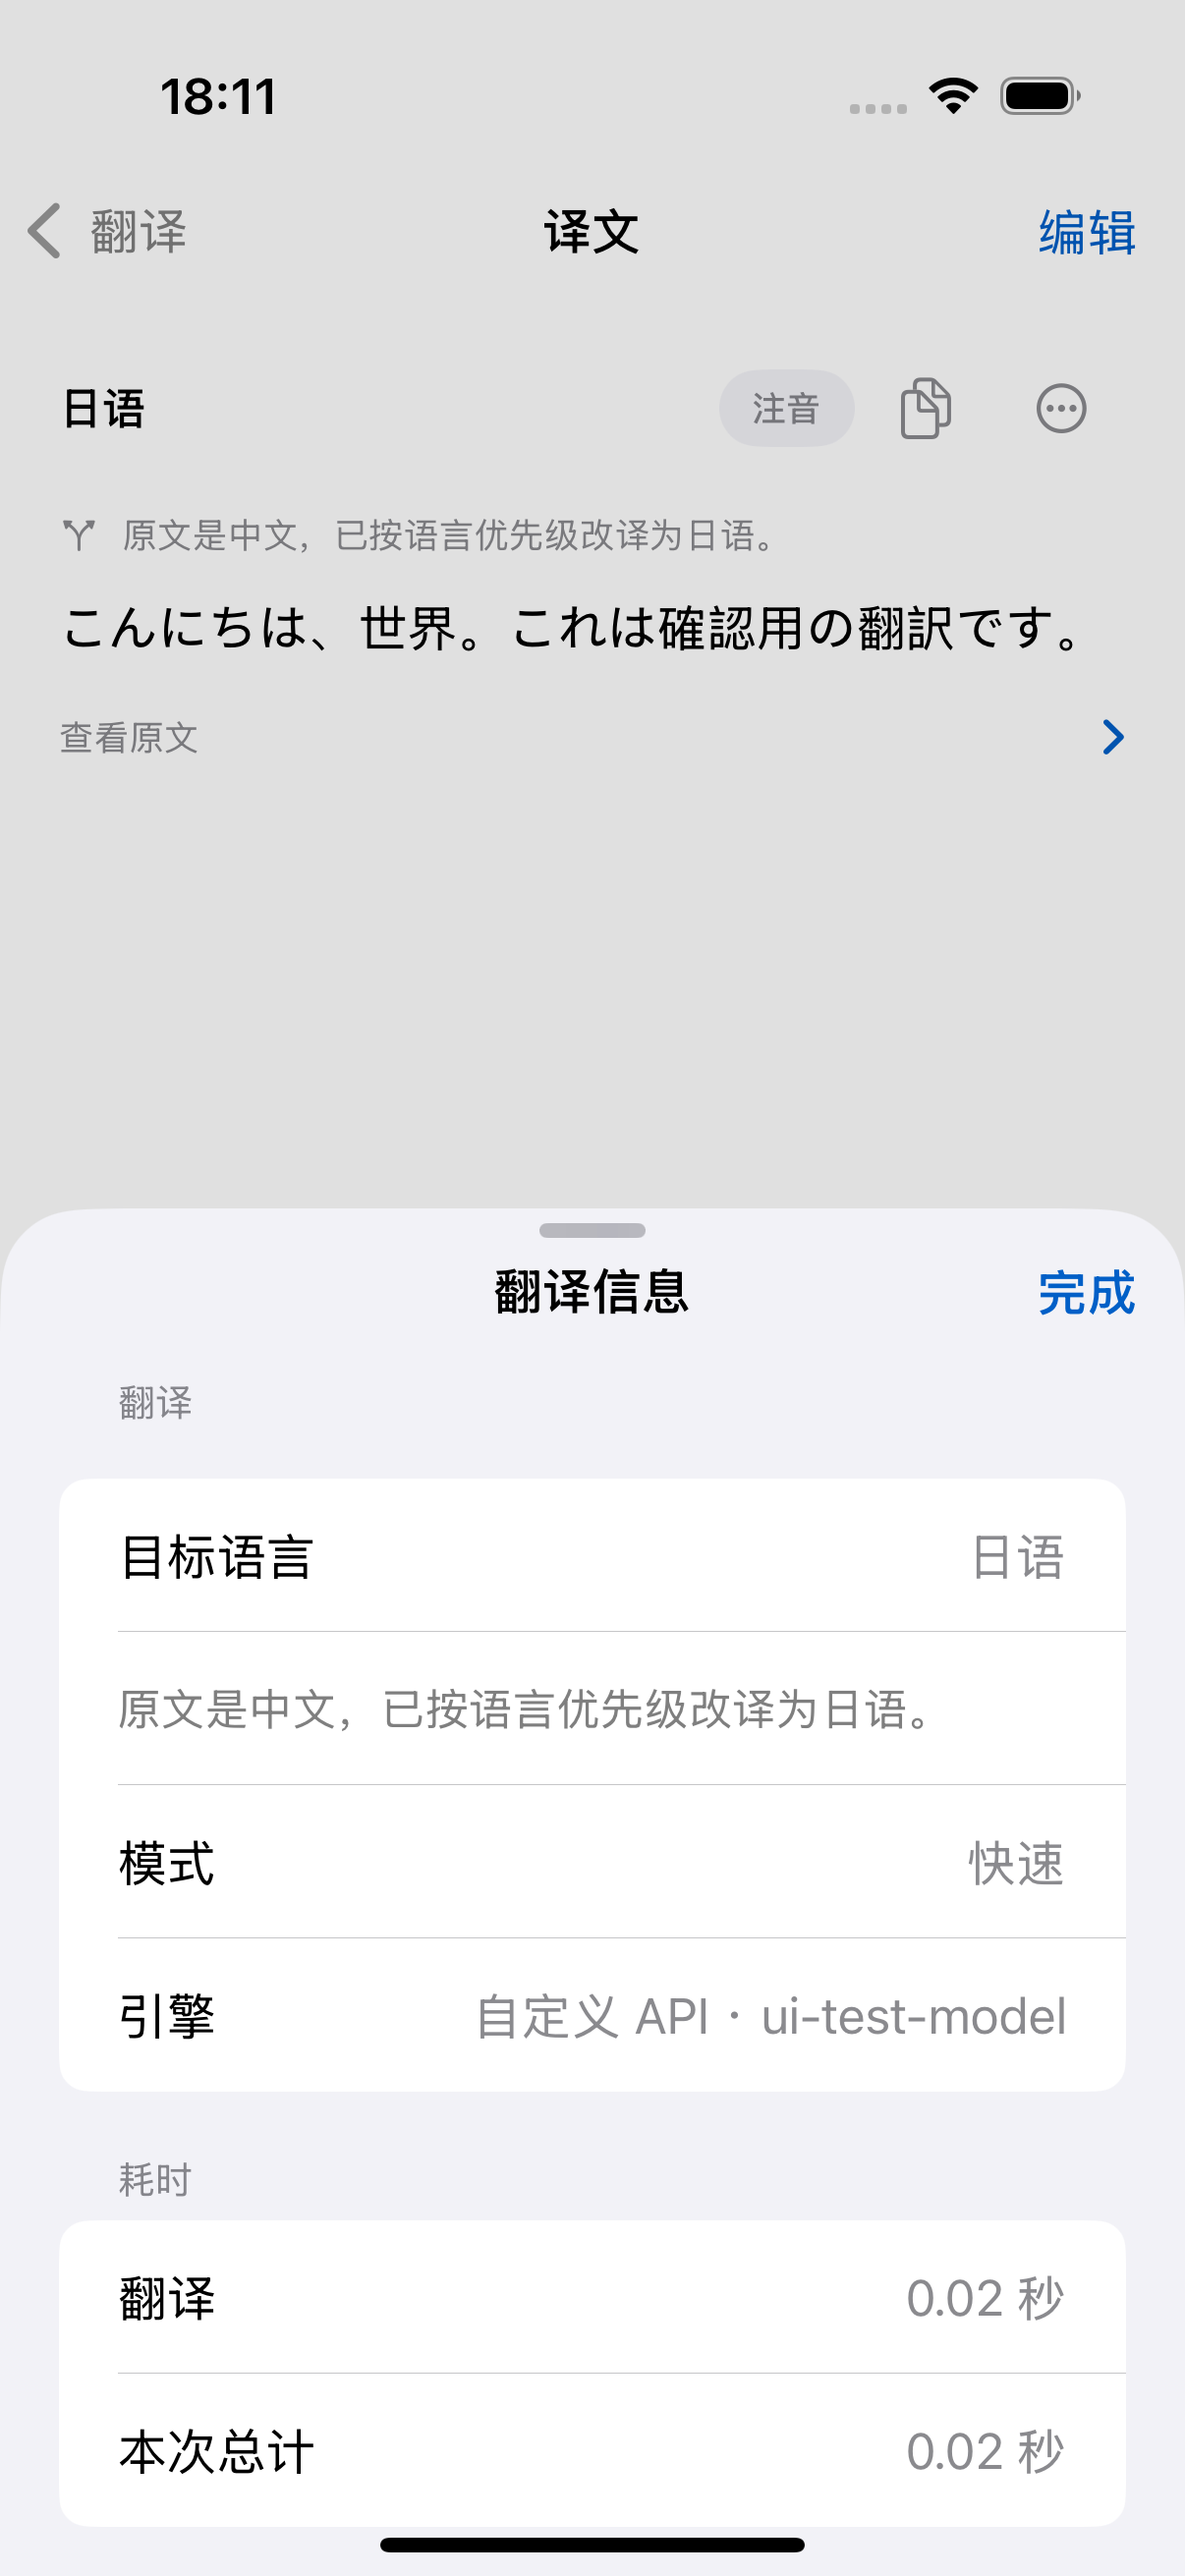 18:11
翻译
译文
编辑
日语
注音
原文是中文，已按语言优先级改译为日语。
こんにちは、世界。これは確認用の翻訳です。
查看原文
翻译信息
完成
翻译
目标语言
日语
原文是中文，已按语言优先级改译为日语。
模式
快速
引擎
自定义 API · ui-test-model
耗时
翻译
0.02 秒
本次总计
0.02 秒